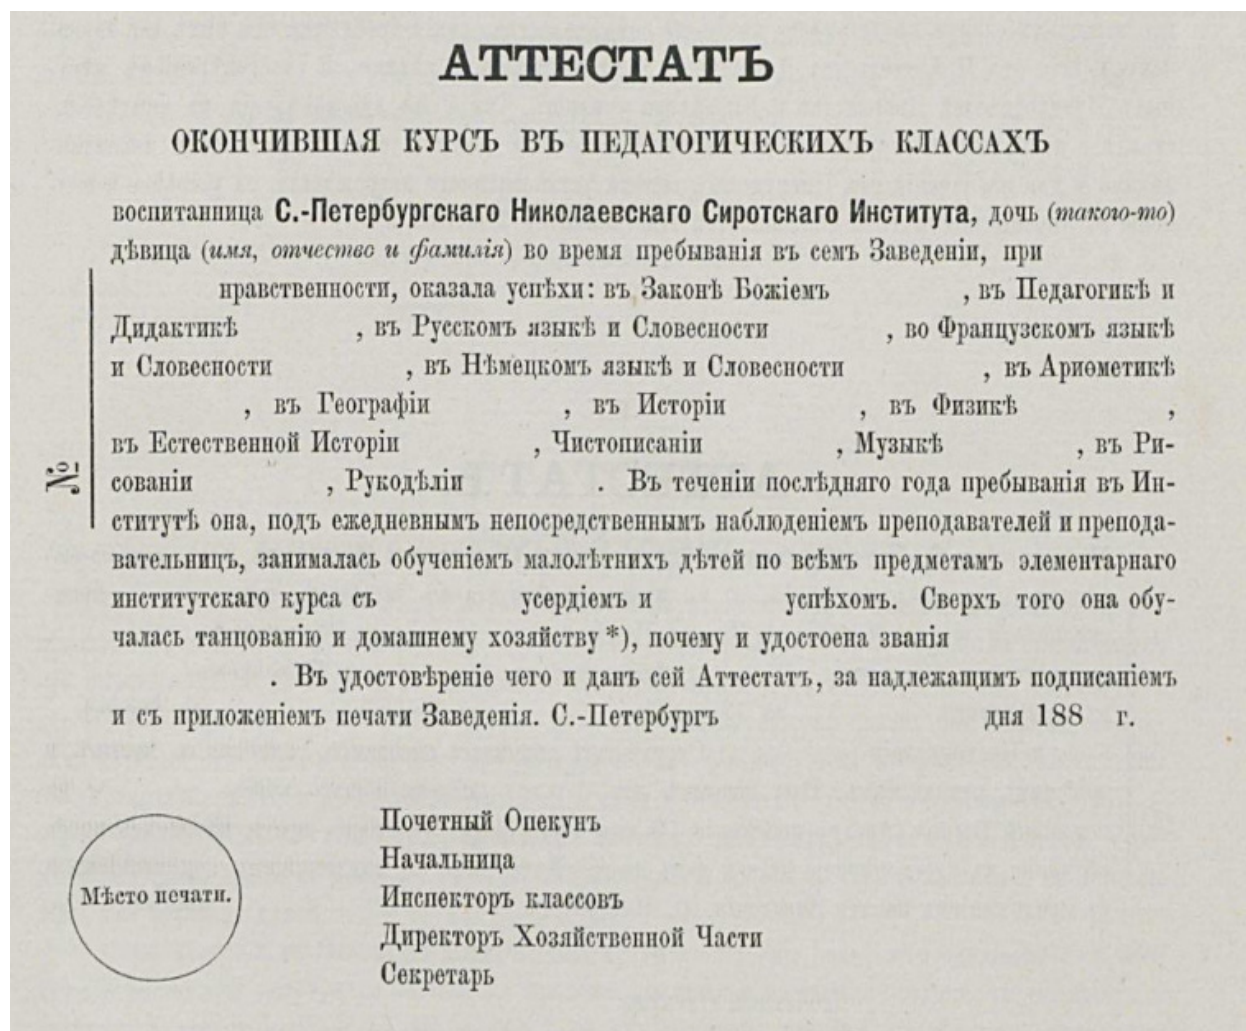 АТТЕСТАТЪ
ОКОНЧИВШАЯ КУРСЪ ВЪ ПЕДАГОГИЧЕСКИХЪ КЛАССАХЪ
воспитанница С.-Петербургскаго Николаевскаго Сиротскаго Института, дочь (такого-то)
дѣвица (имя, отчество и фамилія) во время пребыванія въ семъ Заведеніи, при
нравственности, оказала успѣхи: въ Законѣ Божіемъ , въ Педагогикѣ и
Дидактикѣ , въ Русскомъ языкѣ и Словесности , во Французскомъ языкѣ
и Словесности , въ Нѣмецкомъ языкѣ и Словесности , въ Ариѳметикѣ
, въ Географіи , въ Исторіи , въ Физикѣ ,
въ Естественной Исторіи , Чистописаніи , Музыкѣ , въ Ри-
сованіи , Рукодѣліи . Въ теченіи послѣдняго года пребыванія въ Ин-
ститутѣ она, подъ ежедневнымъ непосредственнымъ наблюденіемъ преподавателей и препода-
вательницъ, занималась обученіемъ малолѣтнихъ дѣтей по всѣмъ предметамъ элементарнаго
институтскаго курса съ усердіемъ и успѣхомъ. Сверхъ того она обу-
чалась танцованію и домашнему хозяйству *), почему и удостоена званія
. Въ удостовѣреніе чего и данъ сей Аттестатъ, за надлежащимъ подписаніемъ
и съ приложеніемъ печати Заведенія. С.-Петербургъ дня 188 г.
№
Почетный Опекунъ
Начальница
Инспекторъ классовъ
Директоръ Хозяйственной Части
Секретарь
Мѣсто печати.